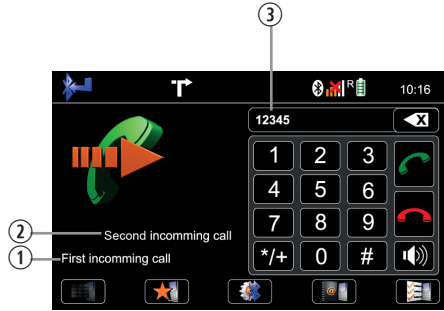 3
R
10:16
12345
X
1 2 3
4 5 6
2
Second incomming call
7 8 9
1
First incomming call
*/+ 0 #
@